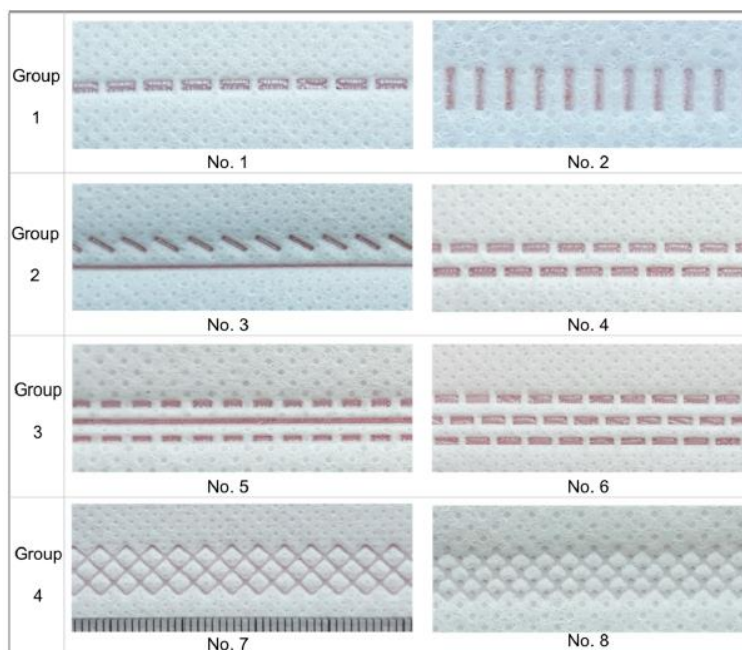 Group
1
No. 1
No. 2
Group
2
No. 3
No. 4
Group
3
No. 5
No. 6
Group
4
No. 7
No. 8